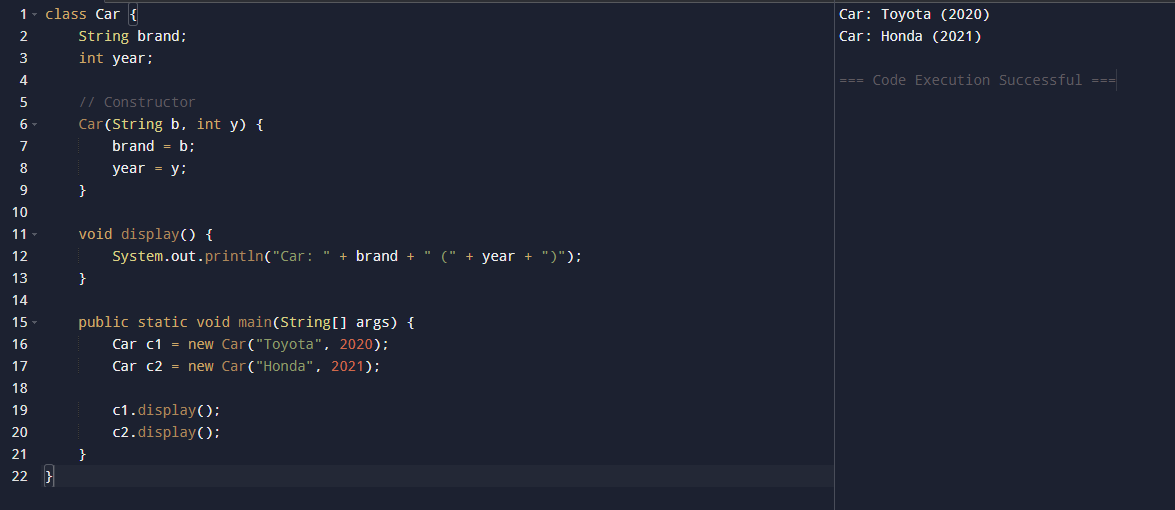 1 class Car {
2     String brand;
3     int year;
4
5     // Constructor
6     Car(String b, int y) {
7         brand = b;
8         year = y;
9     }
10
11     void display() {
12         System.out.println("Car: " + brand + " (" + year + ")");
13     }
14
15     public static void main(String[] args) {
16         Car c1 = new Car("Toyota", 2020);
17         Car c2 = new Car("Honda", 2021);
18
19         c1.display();
20         c2.display();
21     }
22 }
Car: Toyota (2020)
Car: Honda (2021)

=== Code Execution Successful ===